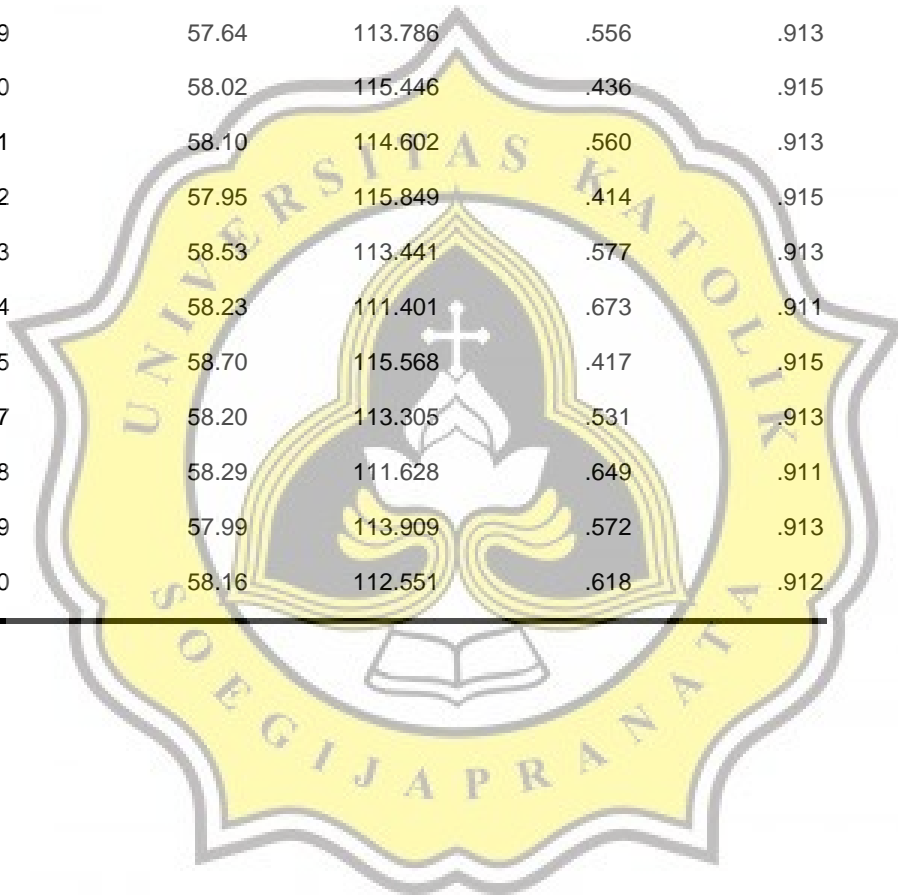 9 57.64 113.786 .556 .913
0 58.02 115.446 .436 .915
1 58.10 114.602 .560 .913
2 57.95 115.849 .414 .915
3 58.53 113.441 .577 .913
4 58.23 111.401 .673 .911
5 58.70 115.568 .417 .915
7 58.20 113.305 .531 .913
8 58.29 111.628 .649 .911
9 57.99 113.909 .572 .913
0 58.16 112.551 .618 .912
UNIVERSITAS KATOLIK
SOEGIJAPRANATA